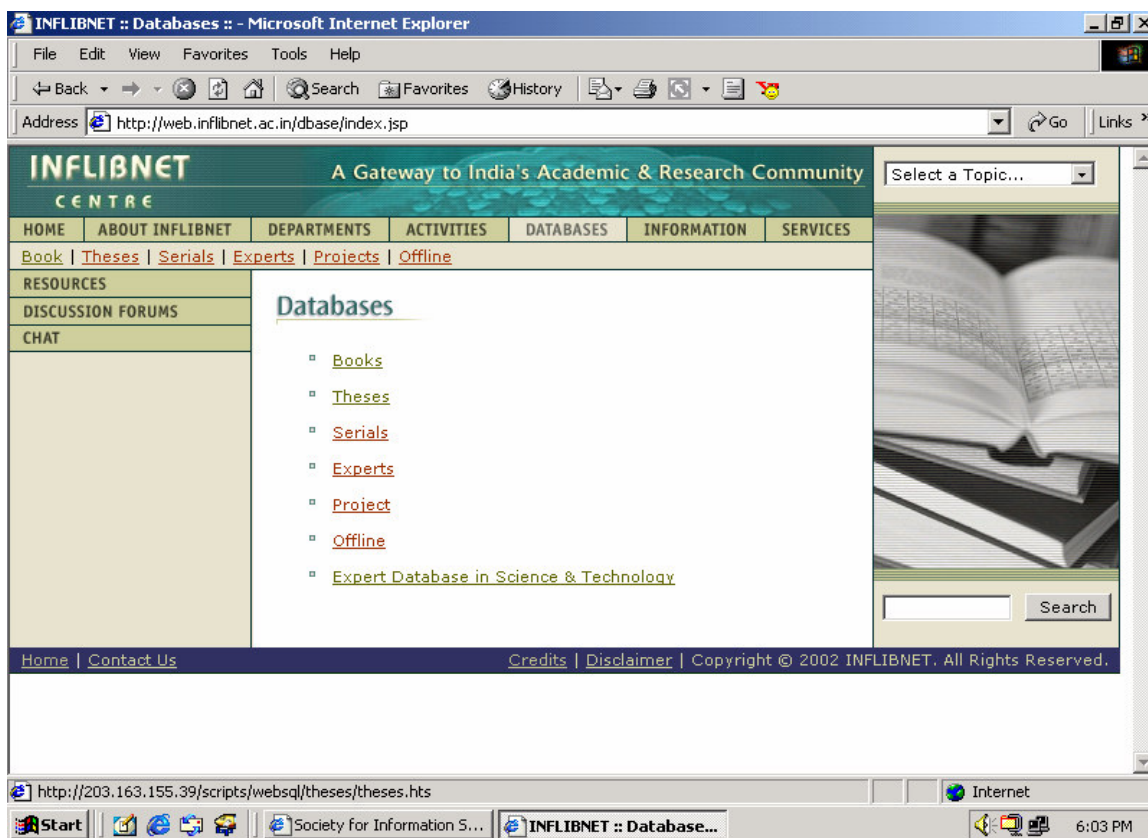 INFLIBNET :: Databases :: - Microsoft Internet Explorer
File Edit View Favorites Tools Help
Back Search Favorites History
Address http://web.inflibnet.ac.in/dbase/index.jsp Go Links »
INFLIBNET A Gateway to India's Academic & Research Community Select a Topic...
CENTRE
HOME ABOUT INFLIBNET DEPARTMENTS ACTIVITIES DATABASES INFORMATION SERVICES
Book | Theses | Serials | Experts | Projects | Offline
RESOURCES
DISCUSSION FORUMS
CHAT
Databases
Books
Theses
Serials
Experts
Project
Offline
Expert Database in Science & Technology
Search
Home | Contact Us Credits | Disclaimer | Copyright © 2002 INFLIBNET. All Rights Reserved.
http://203.163.155.39/scripts/websql/theses/theses.hts Internet
Start Society for Information S... INFLIBNET :: Database... 6:03 PM